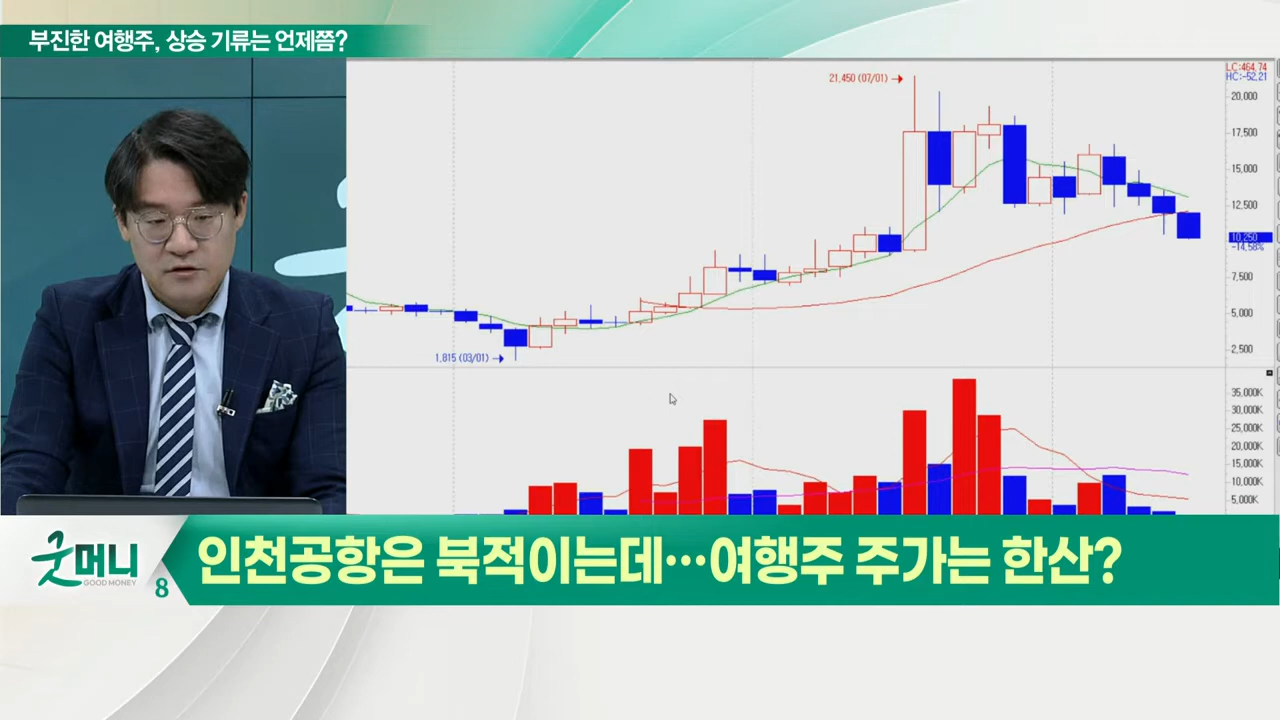 부진한 여행주, 상승 기류는 언제쯤?
LC:464.74
HC:-52.21
21,450 (07/01)
20,000
17,500
15,000
12,500
10,250
-14.58%
7,500
5,000
1,815 (03/01)
2,500
35,000K
30,000K
25,000K
20,000K
15,000K
10,000K
5,000K
굿머니
GOOD MONEY
8
인천공항은 북적이는데…여행주 주가는 한산?